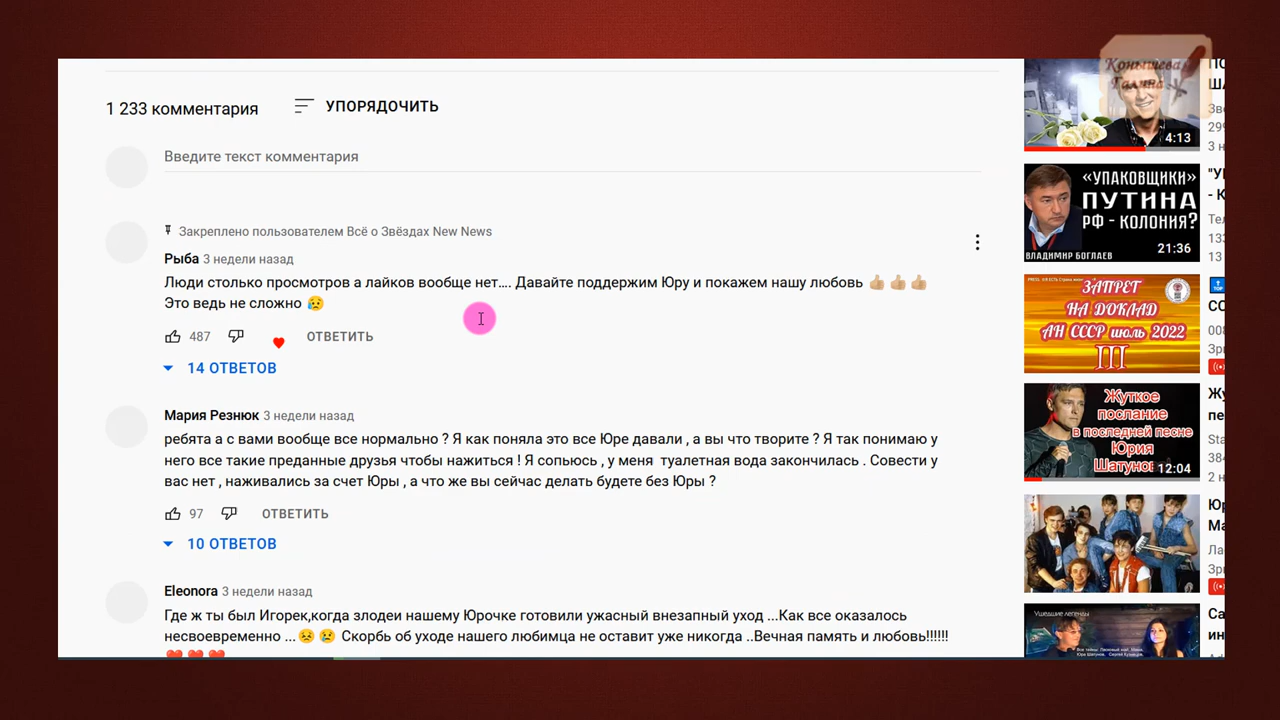 Конышева
Галина
1 233 комментария
УПОРЯДОЧИТЬ
Введите текст комментария
Закреплено пользователем Всё о Звёздах New News
Рыба 3 недели назад
Люди столько просмотров а лайков вообще нет.... Давайте поддержим Юру и покажем нашу любовь 👍🏼👍🏼👍🏼
Это ведь не сложно 😥
487
ОТВЕТИТЬ
14 ОТВЕТОВ
Мария Резнюк 3 недели назад
ребята а с вами вообще все нормально ? Я как поняла это все Юре давали , а вы что творите ? Я так понимаю у
него все такие преданные друзья чтобы нажиться ! Я сопьюсь , у меня туалетная вода закончилась . Совести у
вас нет , наживались за счет Юры , а что же вы сейчас делать будете без Юры ?
97
ОТВЕТИТЬ
10 ОТВЕТОВ
Eleonora 3 недели назад
Где ж ты был Игорек,когда злодеи нашему Юрочке готовили ужасный внезапный уход ...Как все оказалось
несвоевременно ...😣😢 Скорбь об уходе нашего любимца не оставит уже никогда ..Вечная память и любовь!!!!!!
❤️❤️❤️
4:13
«УПАКОВЩИКИ»
ПУТИНА
РФ - КОЛОНИЯ?
21:36
ВЛАДИМИР БОГЛАЕВ
ЗАПРЕТ
НА ДОКЛАД
АН СССР июль 2022
III
Жуткое
послание
в последней песне
Юрия
Шатунов
12:04
Ушедшие легенды